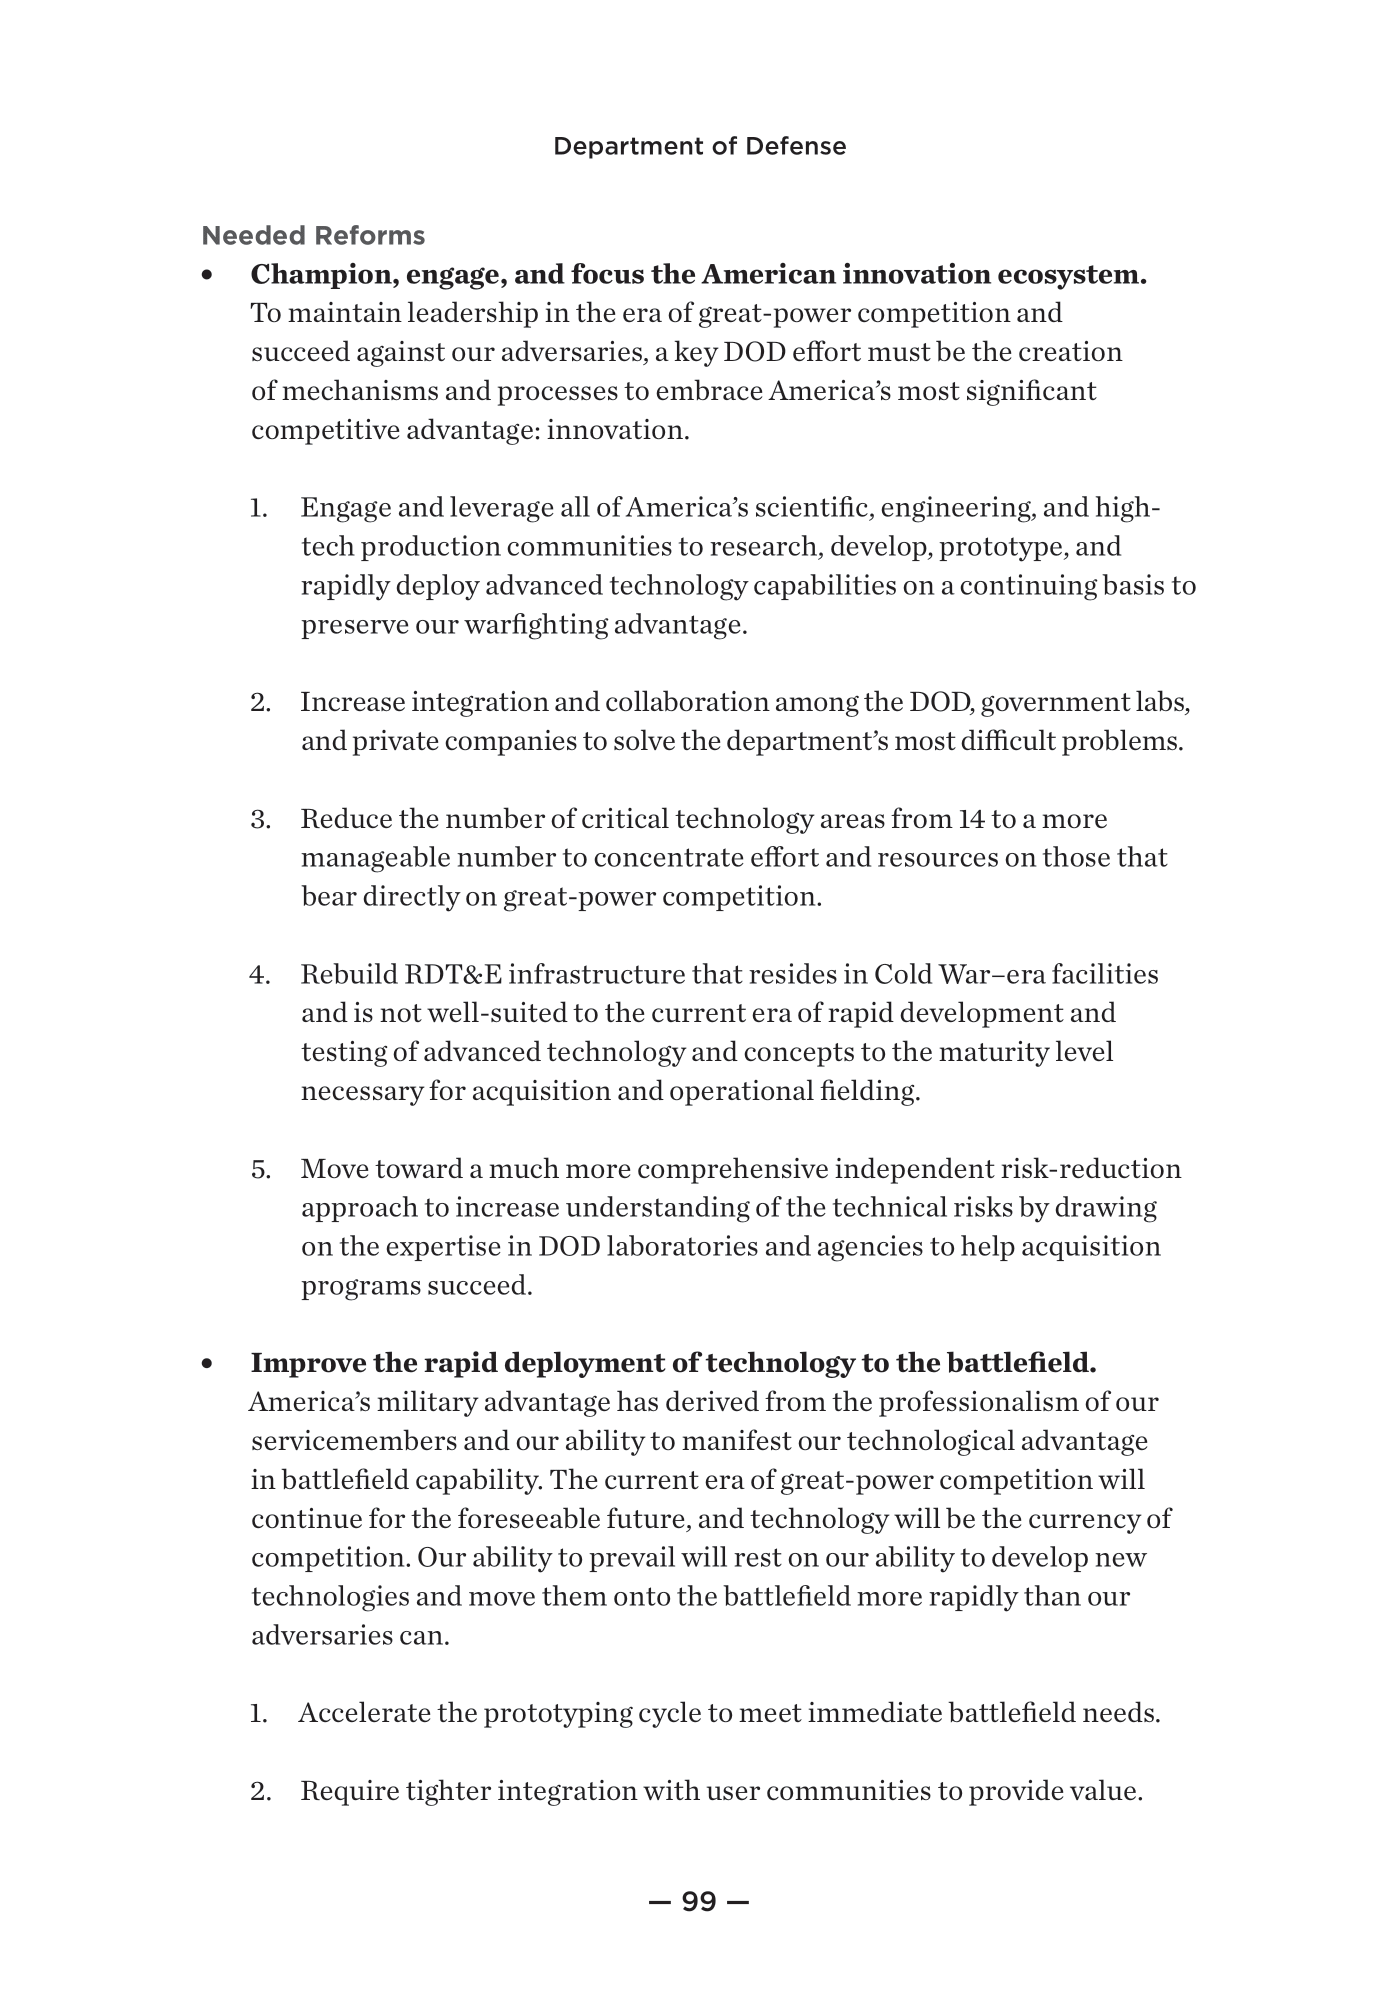 Department of Defense
Needed Reforms
• Champion, engage, and focus the American innovation ecosystem.
To maintain leadership in the era of great-power competition and
succeed against our adversaries, a key DOD effort must be the creation
of mechanisms and processes to embrace America’s most significant
competitive advantage: innovation.
1. Engage and leverage all of America’s scientific, engineering, and high-
tech production communities to research, develop, prototype, and
rapidly deploy advanced technology capabilities on a continuing basis to
preserve our warfighting advantage.
2. Increase integration and collaboration among the DOD, government labs,
and private companies to solve the department’s most difficult problems.
3. Reduce the number of critical technology areas from 14 to a more
manageable number to concentrate effort and resources on those that
bear directly on great-power competition.
4. Rebuild RDT&E infrastructure that resides in Cold War–era facilities
and is not well-suited to the current era of rapid development and
testing of advanced technology and concepts to the maturity level
necessary for acquisition and operational fielding.
5. Move toward a much more comprehensive independent risk-reduction
approach to increase understanding of the technical risks by drawing
on the expertise in DOD laboratories and agencies to help acquisition
programs succeed.
• Improve the rapid deployment of technology to the battlefield.
America’s military advantage has derived from the professionalism of our
servicemembers and our ability to manifest our technological advantage
in battlefield capability. The current era of great-power competition will
continue for the foreseeable future, and technology will be the currency of
competition. Our ability to prevail will rest on our ability to develop new
technologies and move them onto the battlefield more rapidly than our
adversaries can.
1. Accelerate the prototyping cycle to meet immediate battlefield needs.
2. Require tighter integration with user communities to provide value.
— 99 —